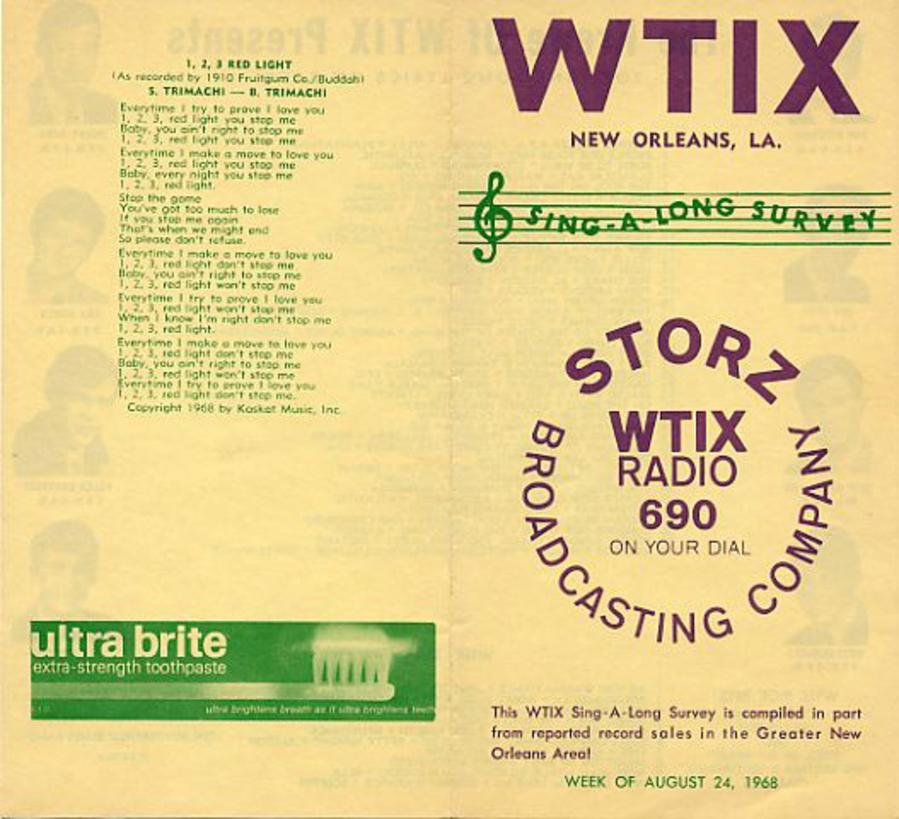 1, 2, 3 RED LIGHT
(As recorded by 1910 Fruitgum Co./Buddah)
S. TRIMACHI — B. TRIMACHI
Everytime I try to prove I love you
1, 2, 3, red light you stop me
Baby, you ain't right to stop me
1, 2, 3, red light you stop me
Everytime I make a move to love you
1, 2, 3, red light you stop me
Baby, every night you stop me
1, 2, 3, red light.
Stop the game
You've got too much to lose
If you stop me again
That's when we might end
So please don't refuse.
Everytime I make a move to love you
1, 2, 3, red light don't stop me
Baby, you ain't right to stop me
1, 2, 3, red light won't stop me
Everytime I try to prove I love you
1, 2, 3, red light won't stop me
When I know I'm right don't stop me
1, 2, 3, red light.
Everytime I make a move to love you
1, 2, 3, red light don't stop me
Baby, you ain't right to stop me
1, 2, 3, red light won't stop me
Everytime I try to prove I love you
1, 2, 3, red light don't stop me.
Copyright 1968 by Kaskat Music, Inc.
ultra brite
extra-strength toothpaste
ultra brightens breath as it ultra brightens teeth
WTIX
NEW ORLEANS, LA.
SING-A-LONG SURVEY
STORZ
WTIX
RADIO
690
ON YOUR DIAL
BROADCASTING COMPANY
This WTIX Sing-A-Long Survey is compiled in part
from reported record sales in the Greater New
Orleans Area!
WEEK OF AUGUST 24, 1968